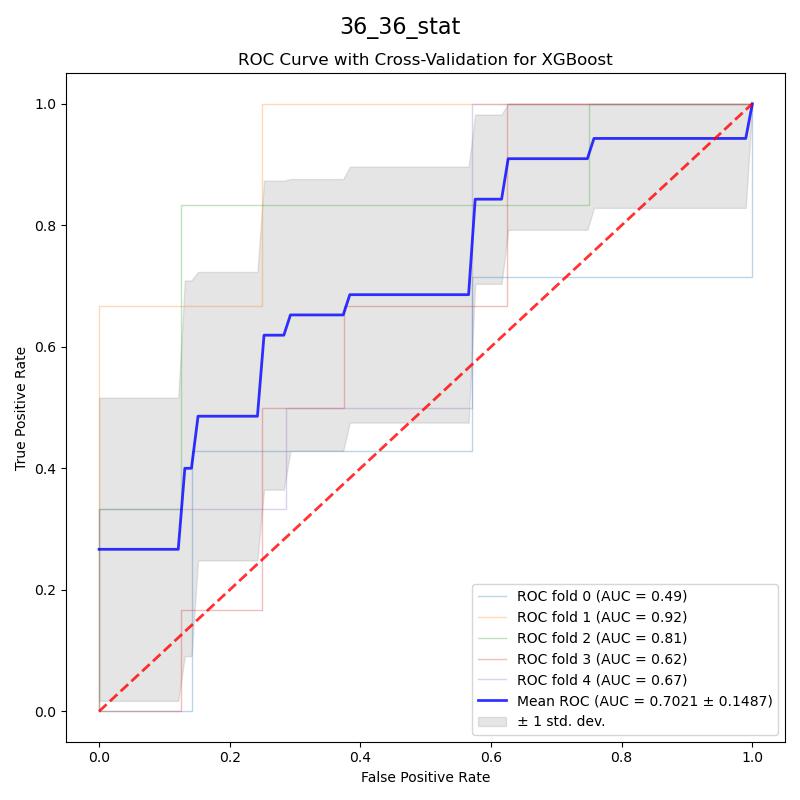 36_36_stat
ROC Curve with Cross-Validation for XGBoost
1.0
0.8
0.6
0.4
0.2
0.0
True Positive Rate
ROC fold 0 (AUC = 0.49)
ROC fold 1 (AUC = 0.92)
ROC fold 2 (AUC = 0.81)
ROC fold 3 (AUC = 0.62)
ROC fold 4 (AUC = 0.67)
Mean ROC (AUC = 0.7021 ± 0.1487)
± 1 std. dev.
0.0 0.2 0.4 0.6 0.8 1.0
False Positive Rate